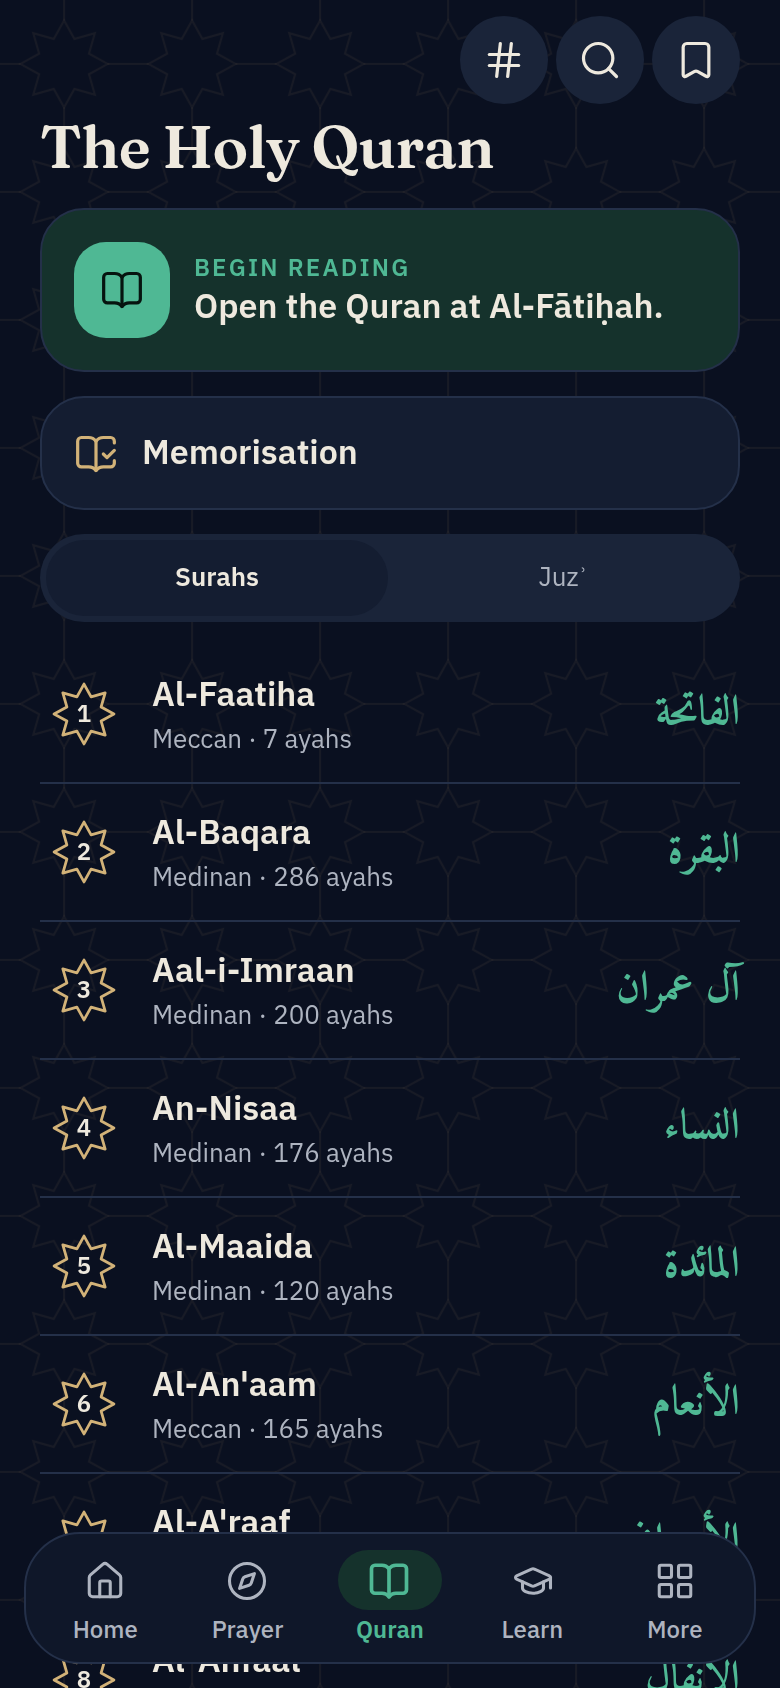 The Holy Quran
BEGIN READING
Open the Quran at Al-Fātiḥah.
Memorisation
Surahs
Juzʾ
1
Al-Faatiha
الفاتحة
Meccan · 7 ayahs
2
Al-Baqara
البقرة
Medinan · 286 ayahs
3
Aal-i-Imraan
آل عمران
Medinan · 200 ayahs
4
An-Nisaa
النساء
Medinan · 176 ayahs
5
Al-Maaida
المائدة
Medinan · 120 ayahs
6
Al-An'aam
الأنعام
Meccan · 165 ayahs
Al-A'raaf
Home
Prayer
Quran
Learn
More
8
الأنفال